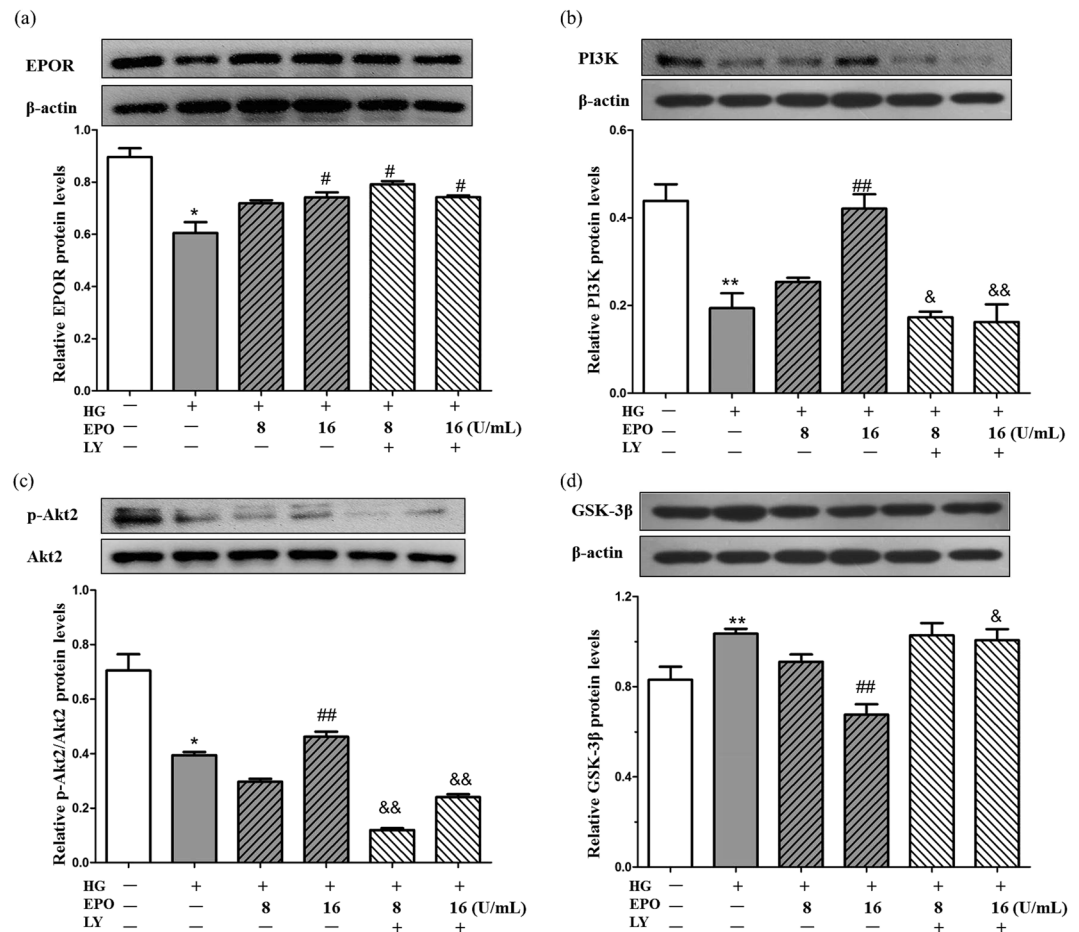 (a)
EPOR
β-actin
Relative EPOR protein levels
1.0
0.8
0.6
0.4
0.2
0.0
*
#
#
#
HG — + + + + +
EPO — — 8 16 8 16 (U/mL)
LY — — — — + +
(b)
PI3K
β-actin
Relative PI3K protein levels
0.6
0.4
0.2
0.0
**
##
&
&&
HG — + + + + +
EPO — — 8 16 8 16 (U/mL)
LY — — — — + +
(c)
p-Akt2
Akt2
Relative p-Akt2/Akt2 protein levels
1.0
0.8
0.6
0.4
0.2
0.0
*
##
&&
&&
HG — + + + + +
EPO — — 8 16 8 16 (U/mL)
LY — — — — + +
(d)
GSK-3β
β-actin
Relative GSK-3β protein levels
1.2
0.8
0.4
0.0
**
##
&
HG — + + + + +
EPO — — 8 16 8 16 (U/mL)
LY — — — — + +